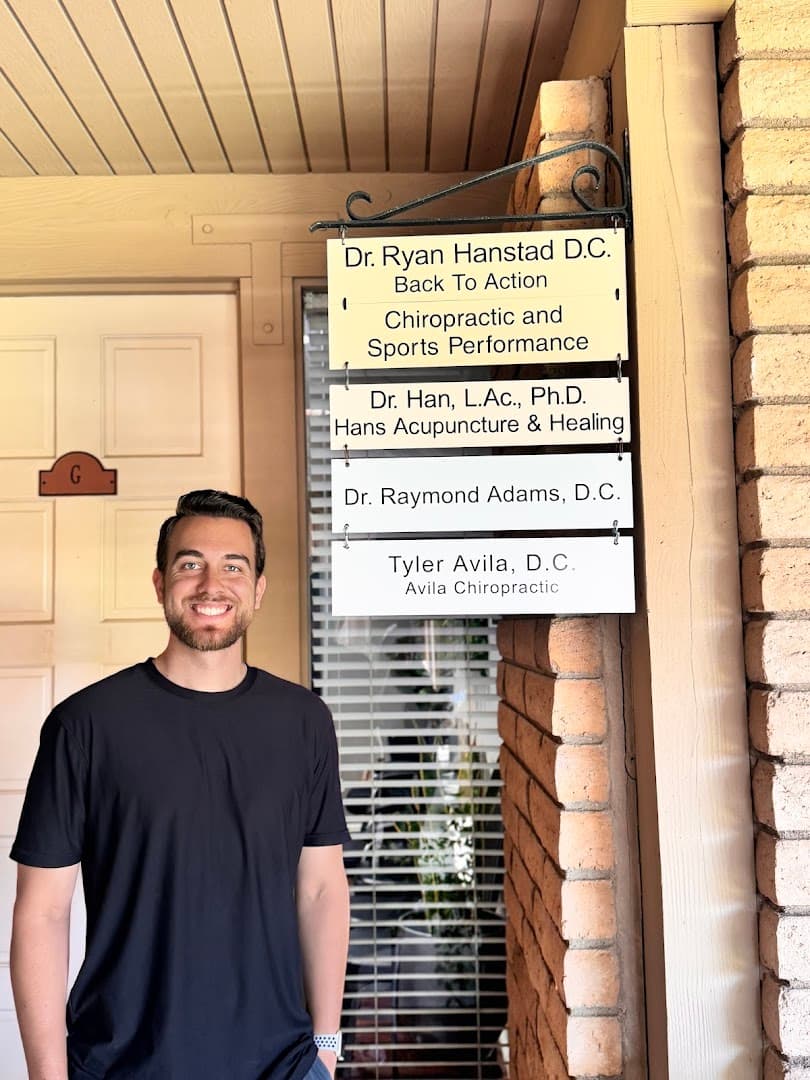 Dr. Ryan Hanstad D.C.
Back To Action
Chiropractic and
Sports Performance
Dr. Han, L.Ac., Ph.D.
Hans Acupuncture & Healing
Dr. Raymond Adams, D.C.
Tyler Avila, D.C.
Avila Chiropractic
G